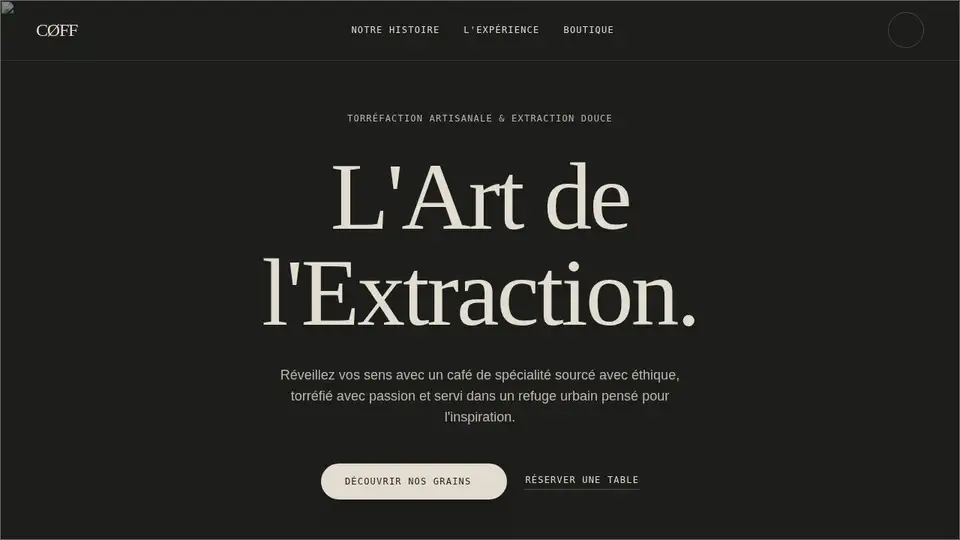 CØFF
NOTRE HISTOIRE
L'EXPÉRIENCE
BOUTIQUE
TORRÉFACTION ARTISANALE & EXTRACTION DOUCE
L'Art de
l'Extraction.
Réveillez vos sens avec un café de spécialité sourcé avec éthique,
torréfié avec passion et servi dans un refuge urbain pensé pour
l'inspiration.
DÉCOUVRIR NOS GRAINS
RÉSERVER UNE TABLE